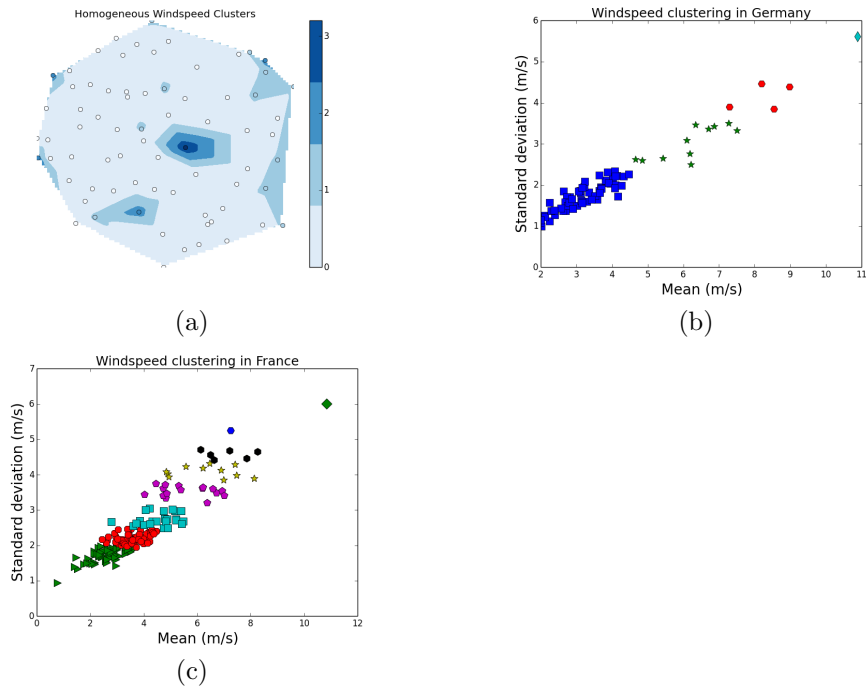 Homogeneous Windspeed Clusters
3
2
1
0
(a)
Windspeed clustering in Germany
Standard deviation (m/s)
6
5
4
3
2
1
0
2 3 4 5 6 7 8 9 10 11
Mean (m/s)
(b)
Windspeed clustering in France
Standard deviation (m/s)
7
6
5
4
3
2
1
0
0 2 4 6 8 10 12
Mean (m/s)
(c)